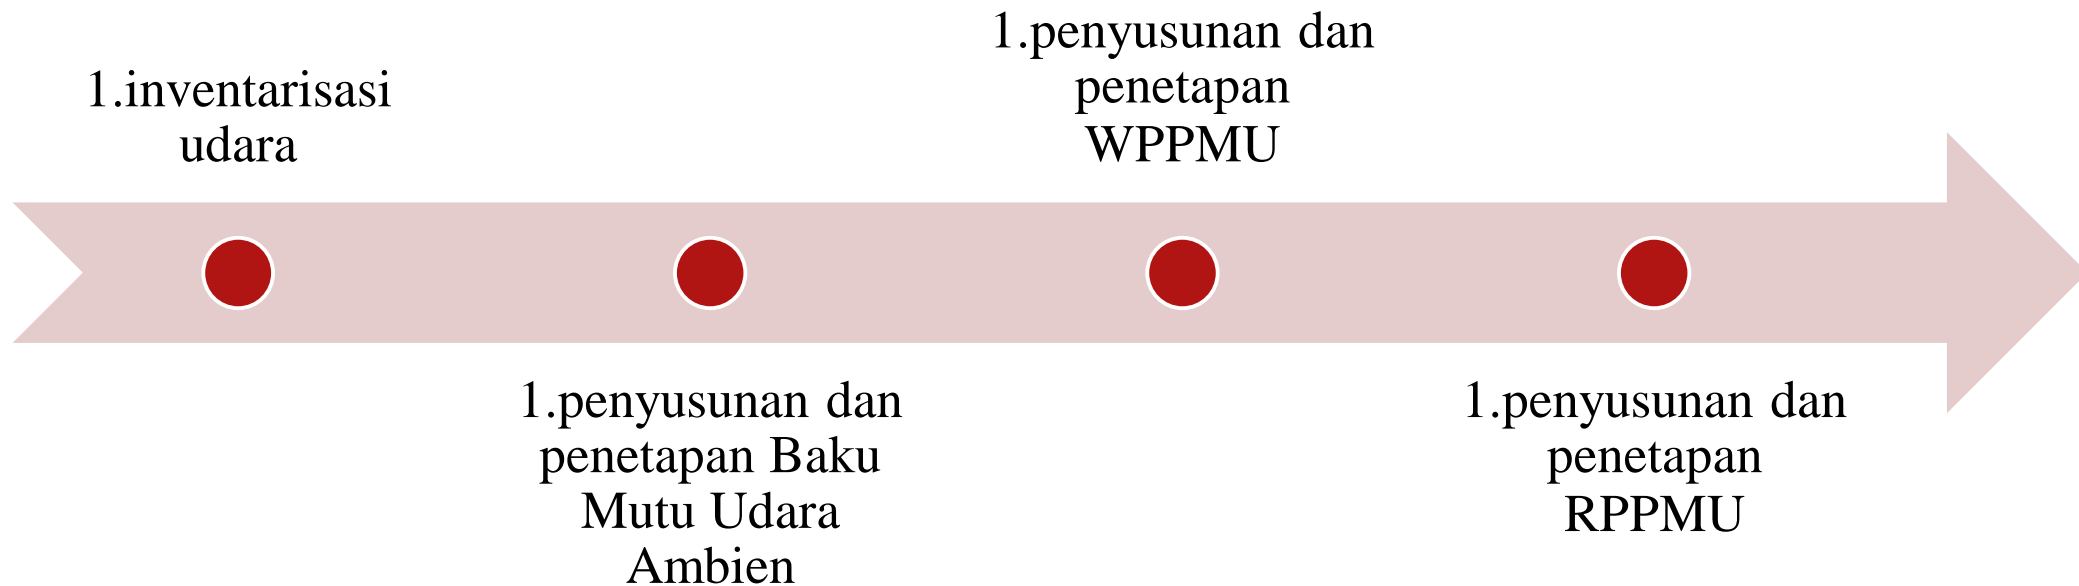 1.inventarisasi
udara
1.penyusunan dan
penetapan Baku
Mutu Udara
Ambien
1.penyusunan dan
penetapan
WPPMU
1.penyusunan dan
penetapan
RPPMU